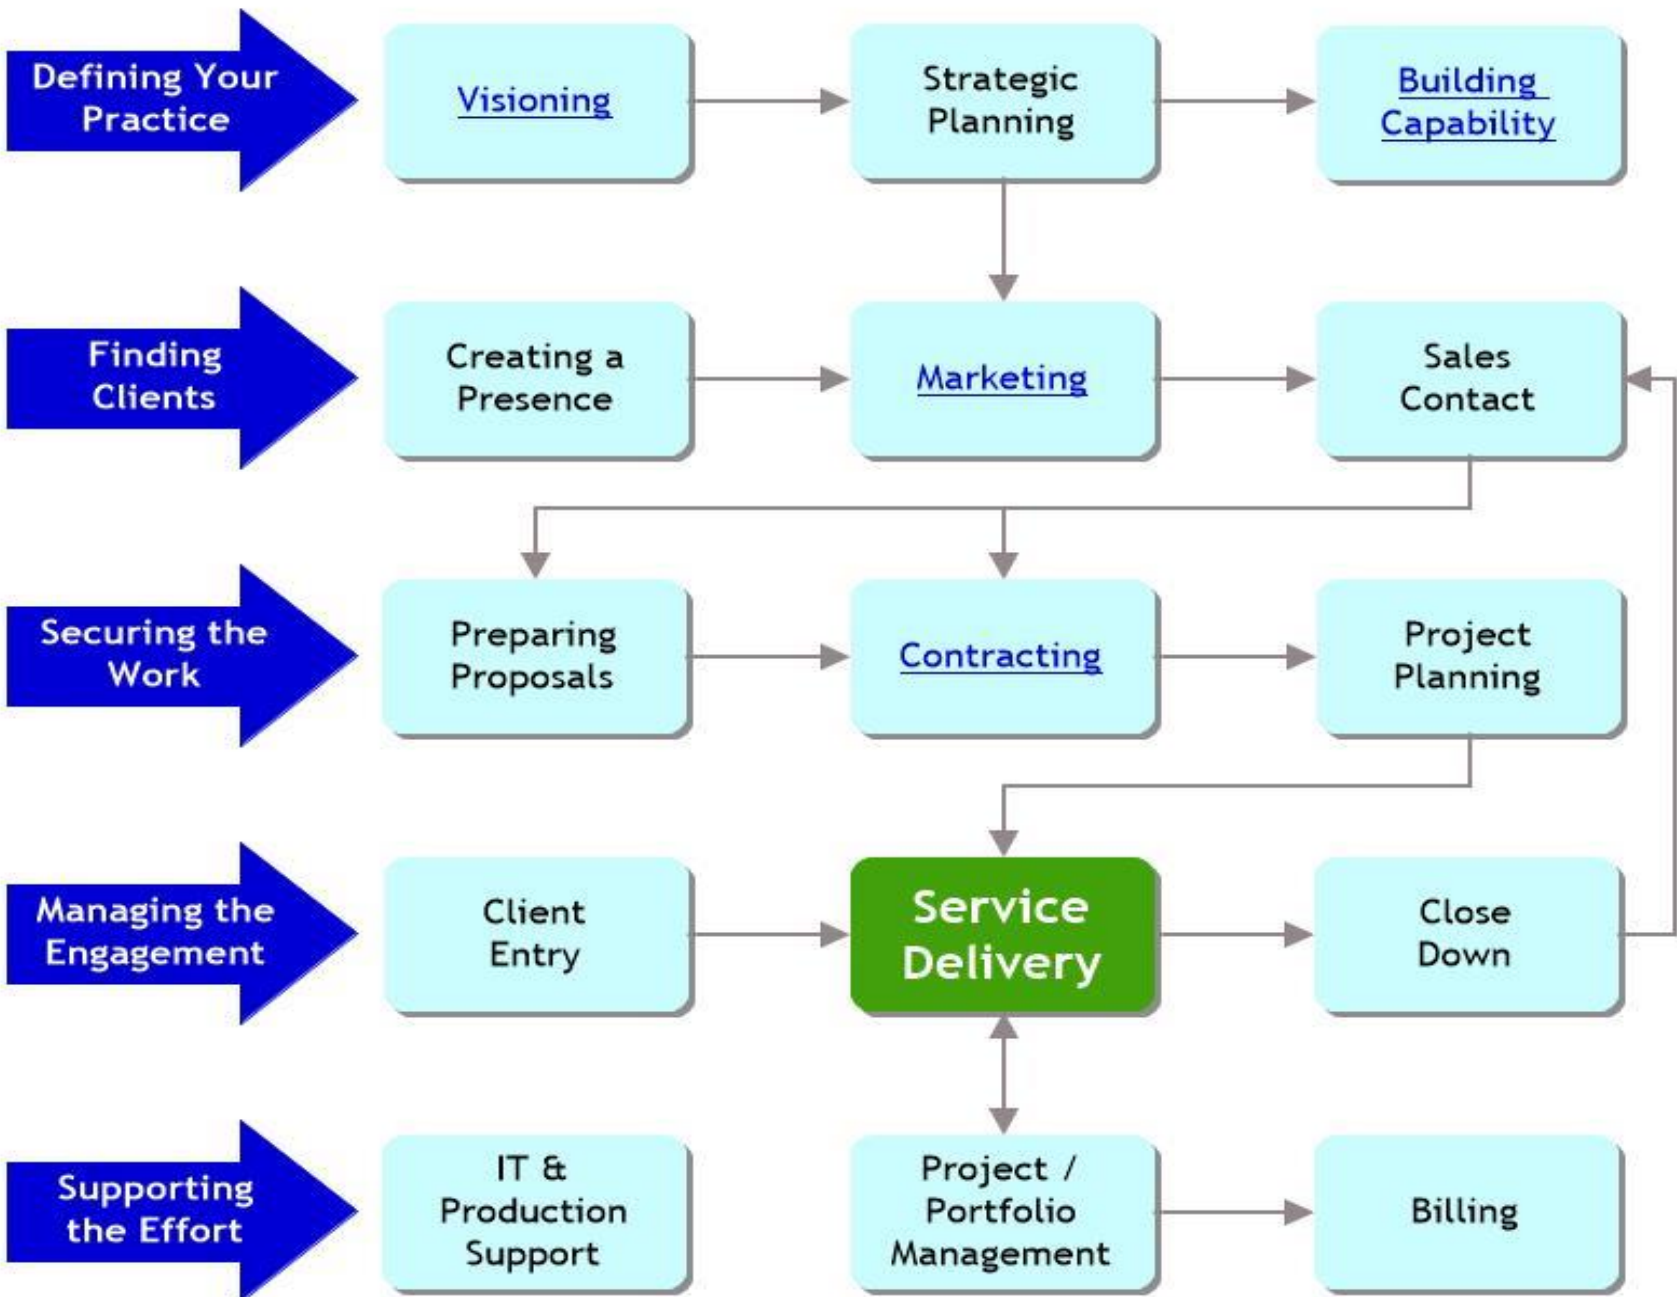 Defining Your
Practice
Visioning
Strategic
Planning
Building
Capability
Finding
Clients
Creating a
Presence
Marketing
Sales
Contact
Securing the
Work
Preparing
Proposals
Contracting
Project
Planning
Managing the
Engagement
Client
Entry
Service
Delivery
Close
Down
Supporting
the Effort
IT &
Production
Support
Project /
Portfolio
Management
Billing